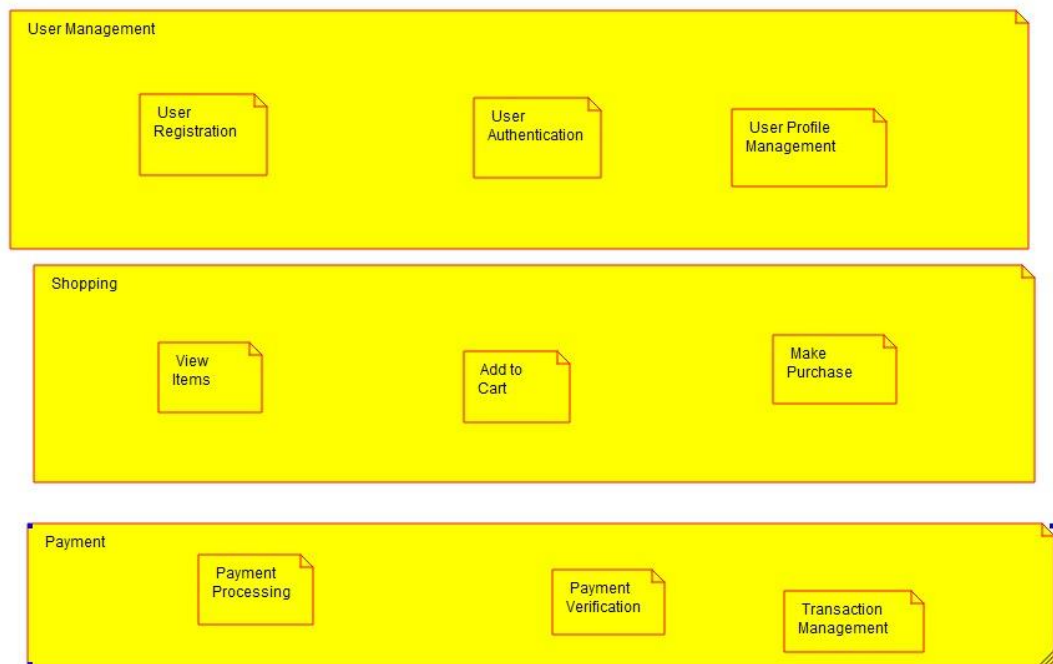 User Management
User
Registration
User
Authentication
User Profile
Management
Shopping
View
Items
Add to
Cart
Make
Purchase
Payment
Payment
Processing
Payment
Verification
Transaction
Management